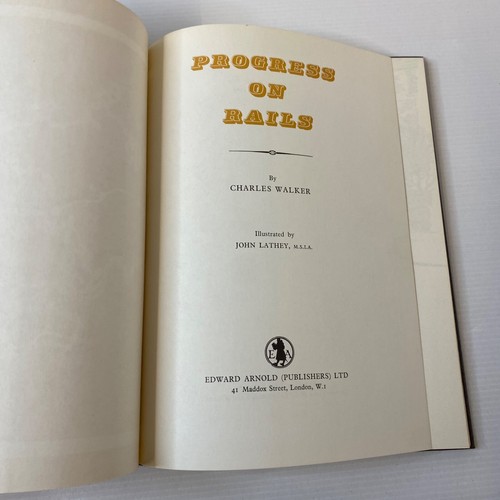 PROGRESS
ON
RAILS
By
CHARLES WALKER
Illustrated by
JOHN LATHEY, M.S.I.A.
E A
EDWARD ARNOLD (PUBLISHERS) LTD
41 Maddox Street, London, W.1